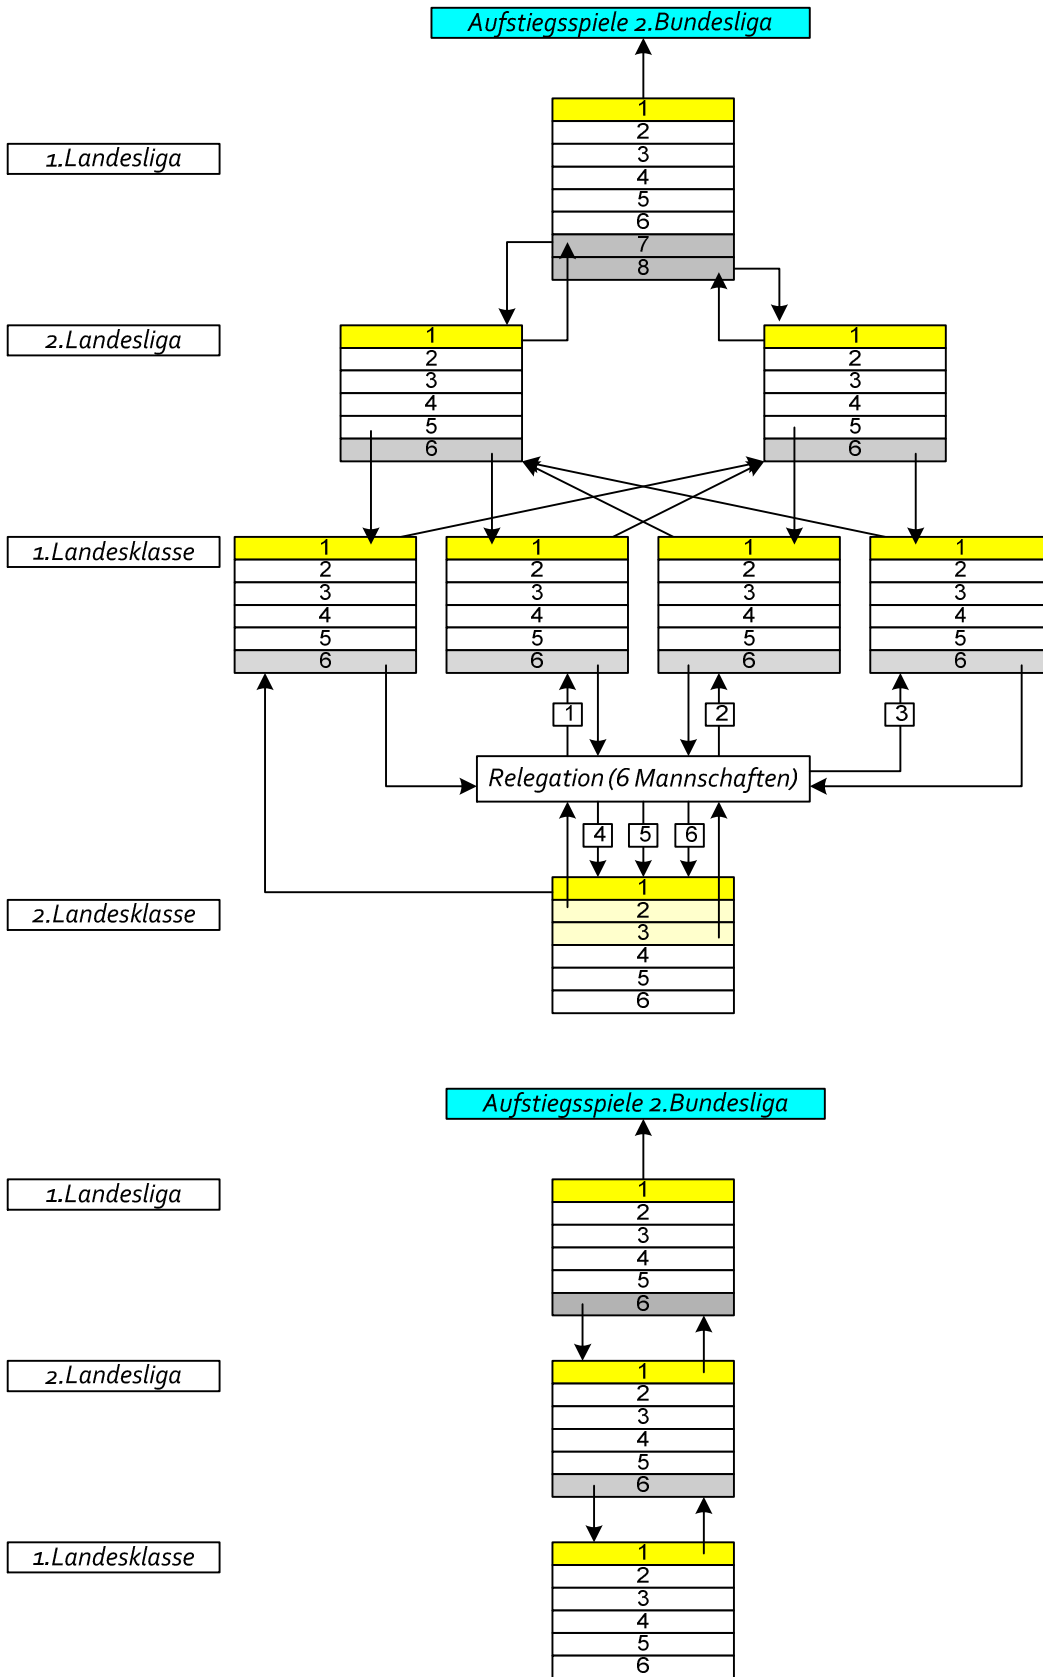 Aufstiegsspiele 2.Bundesliga
1
2
1.Landesliga
3
4
5
6
7
8
2.Landesliga
1 1
2 2
3 3
4 4
5 5
6 6
1.Landesklasse
1 1 1 1
2 2 2 2
3 3 3 3
4 4 4 4
5 5 5 5
6 6 6 6
1 2 3
Relegation (6 Mannschaften)
4 5 6
1
2.Landesklasse
2
3
4
5
6
Aufstiegsspiele 2.Bundesliga
1.Landesliga
1
2
3
4
5
6
2.Landesliga
1
2
3
4
5
6
1.Landesklasse
1
2
3
4
5
6